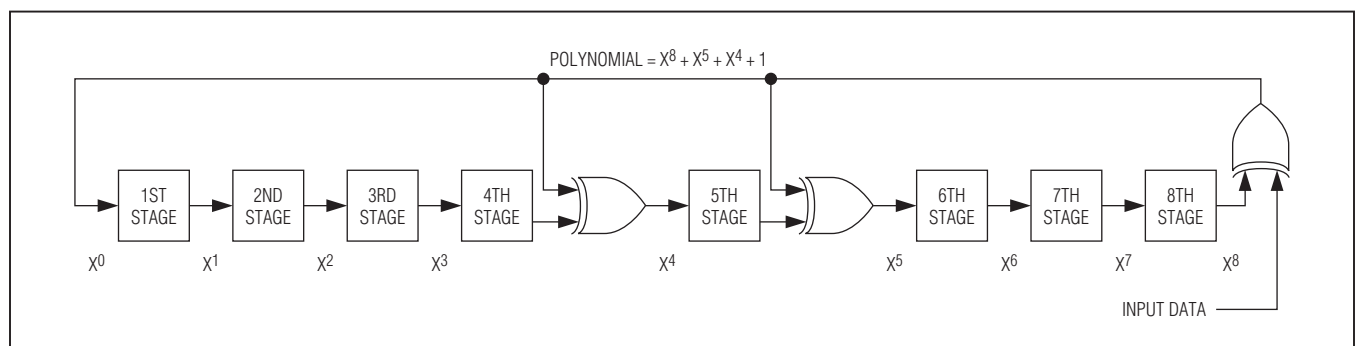 POLYNOMIAL = X⁸ + X⁵ + X⁴ + 1
1ST STAGE
2ND STAGE
3RD STAGE
4TH STAGE
5TH STAGE
6TH STAGE
7TH STAGE
8TH STAGE
X⁰
X¹
X²
X³
X⁴
X⁵
X⁶
X⁷
X⁸
INPUT DATA